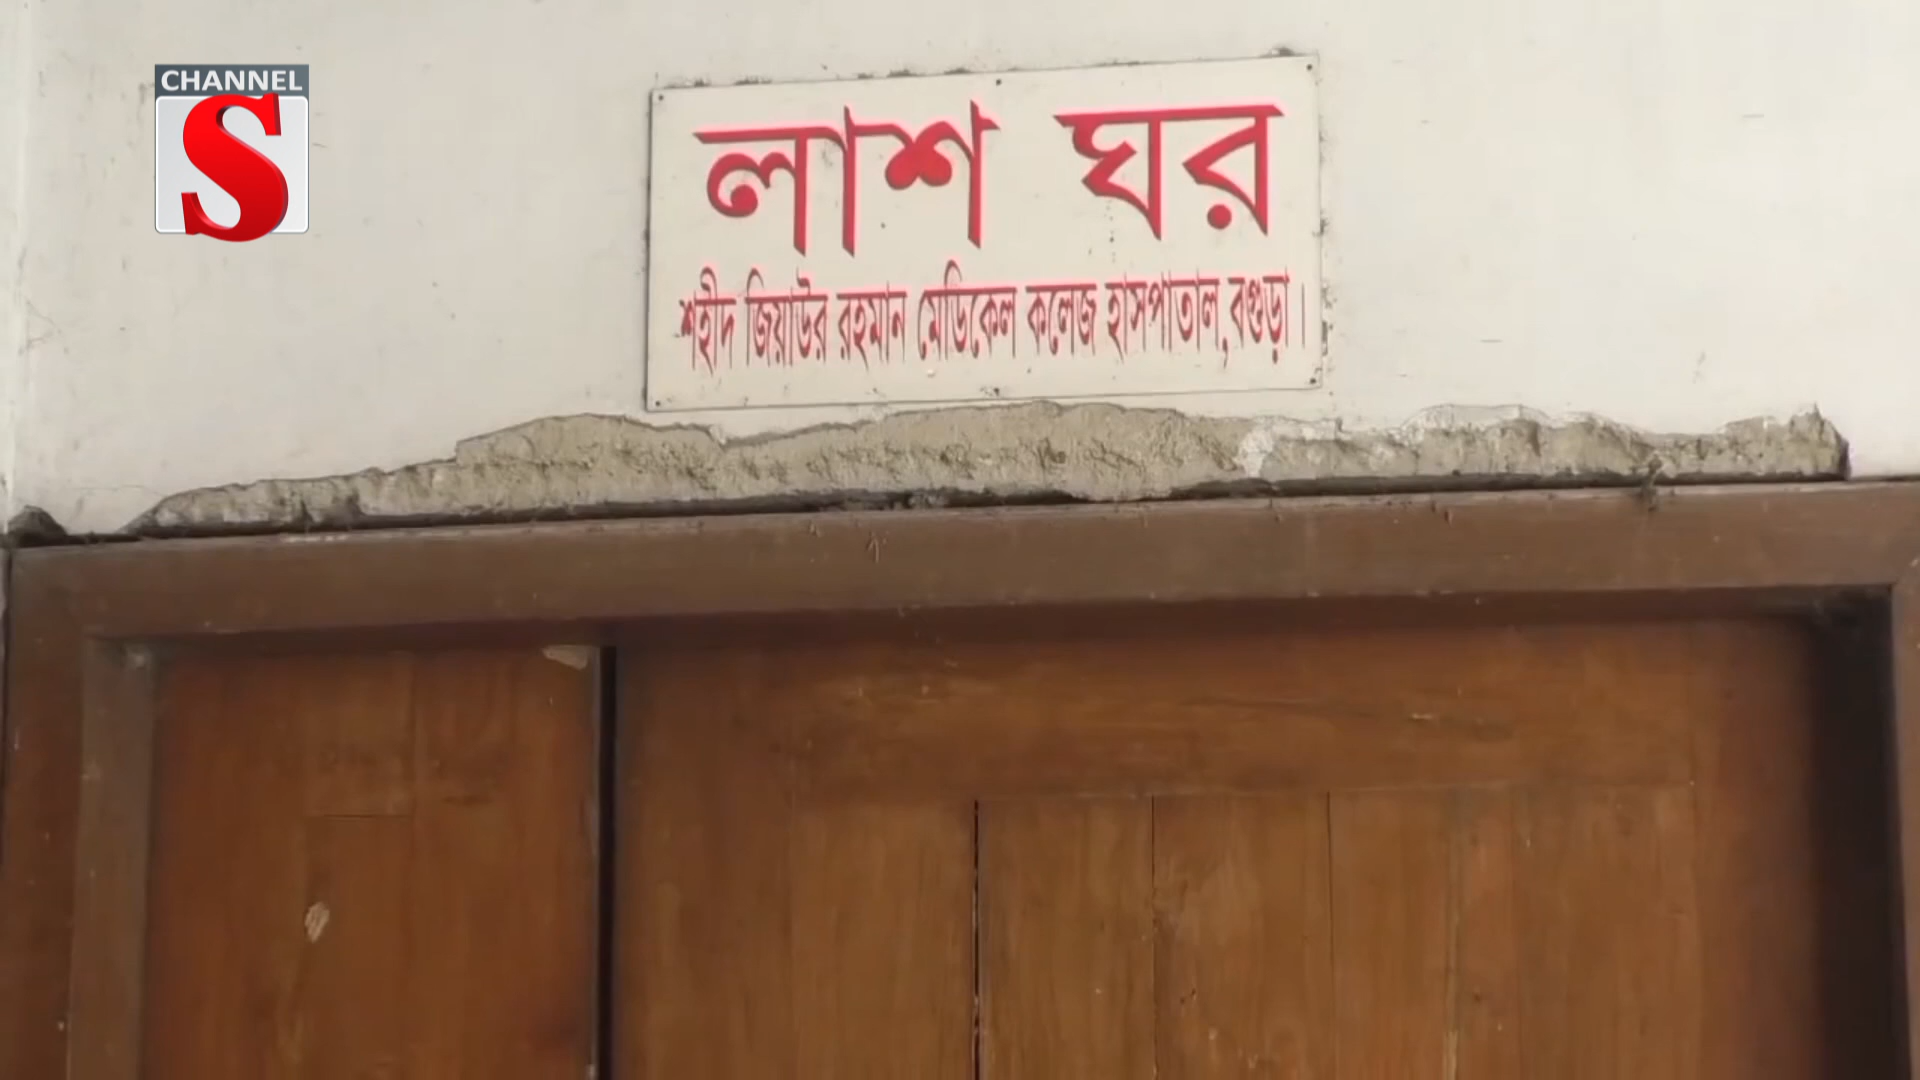 CHANNEL
S
লাশ ঘর
শহীদ জিয়াউর রহমান মেডিকেল কলেজ হাসপাতাল, বগুড়া।